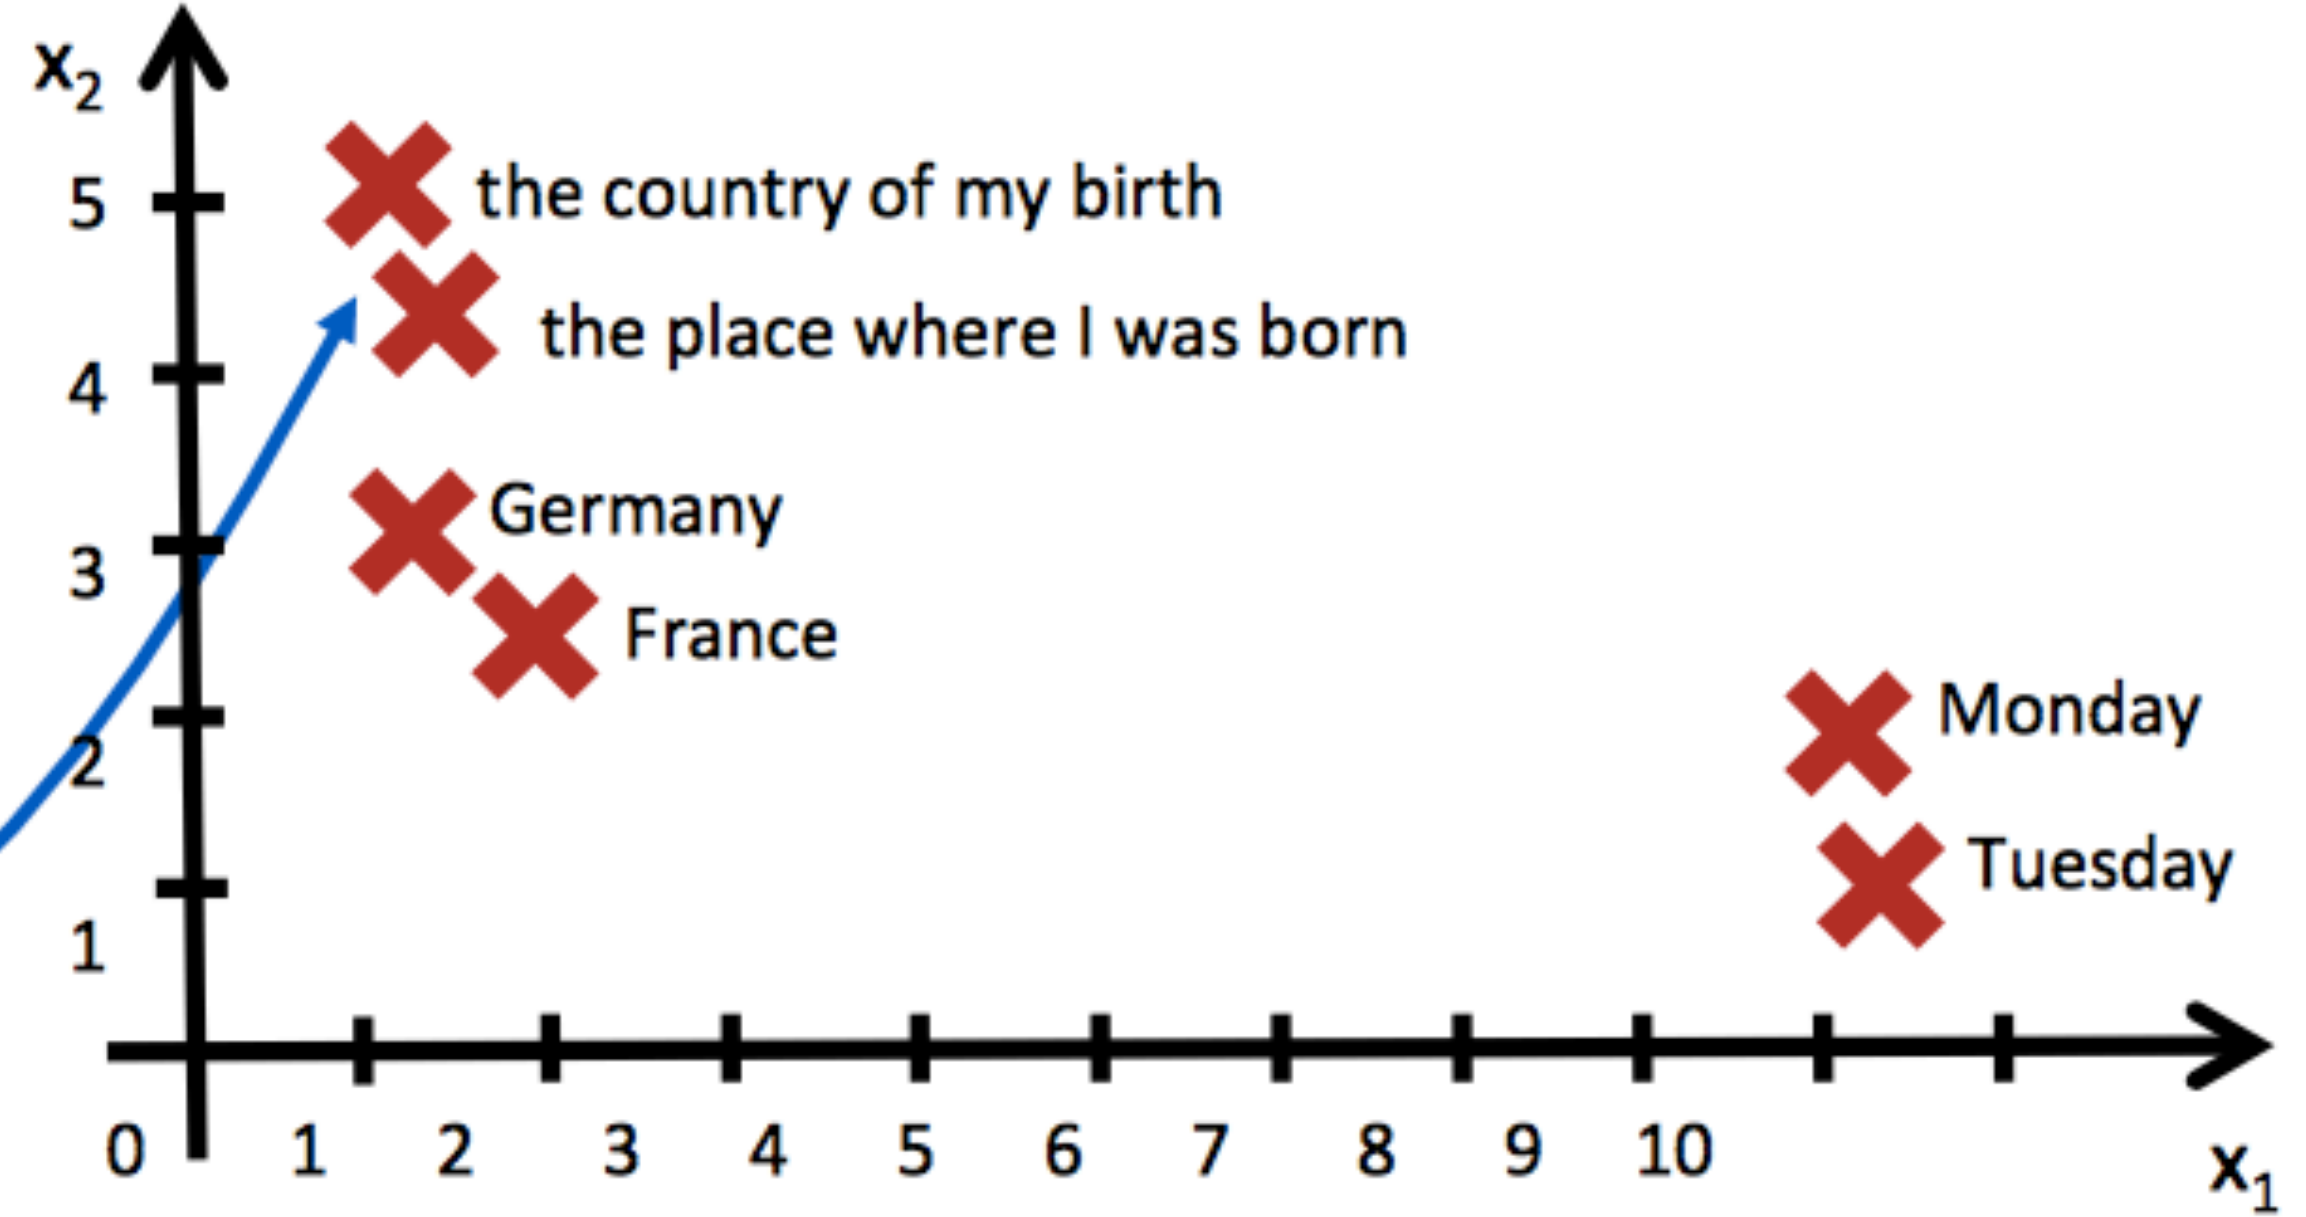 x₂
5
the country of my birth
the place where I was born
4
Germany
3
France
2
Monday
Tuesday
1
0 1 2 3 4 5 6 7 8 9 10
x₁